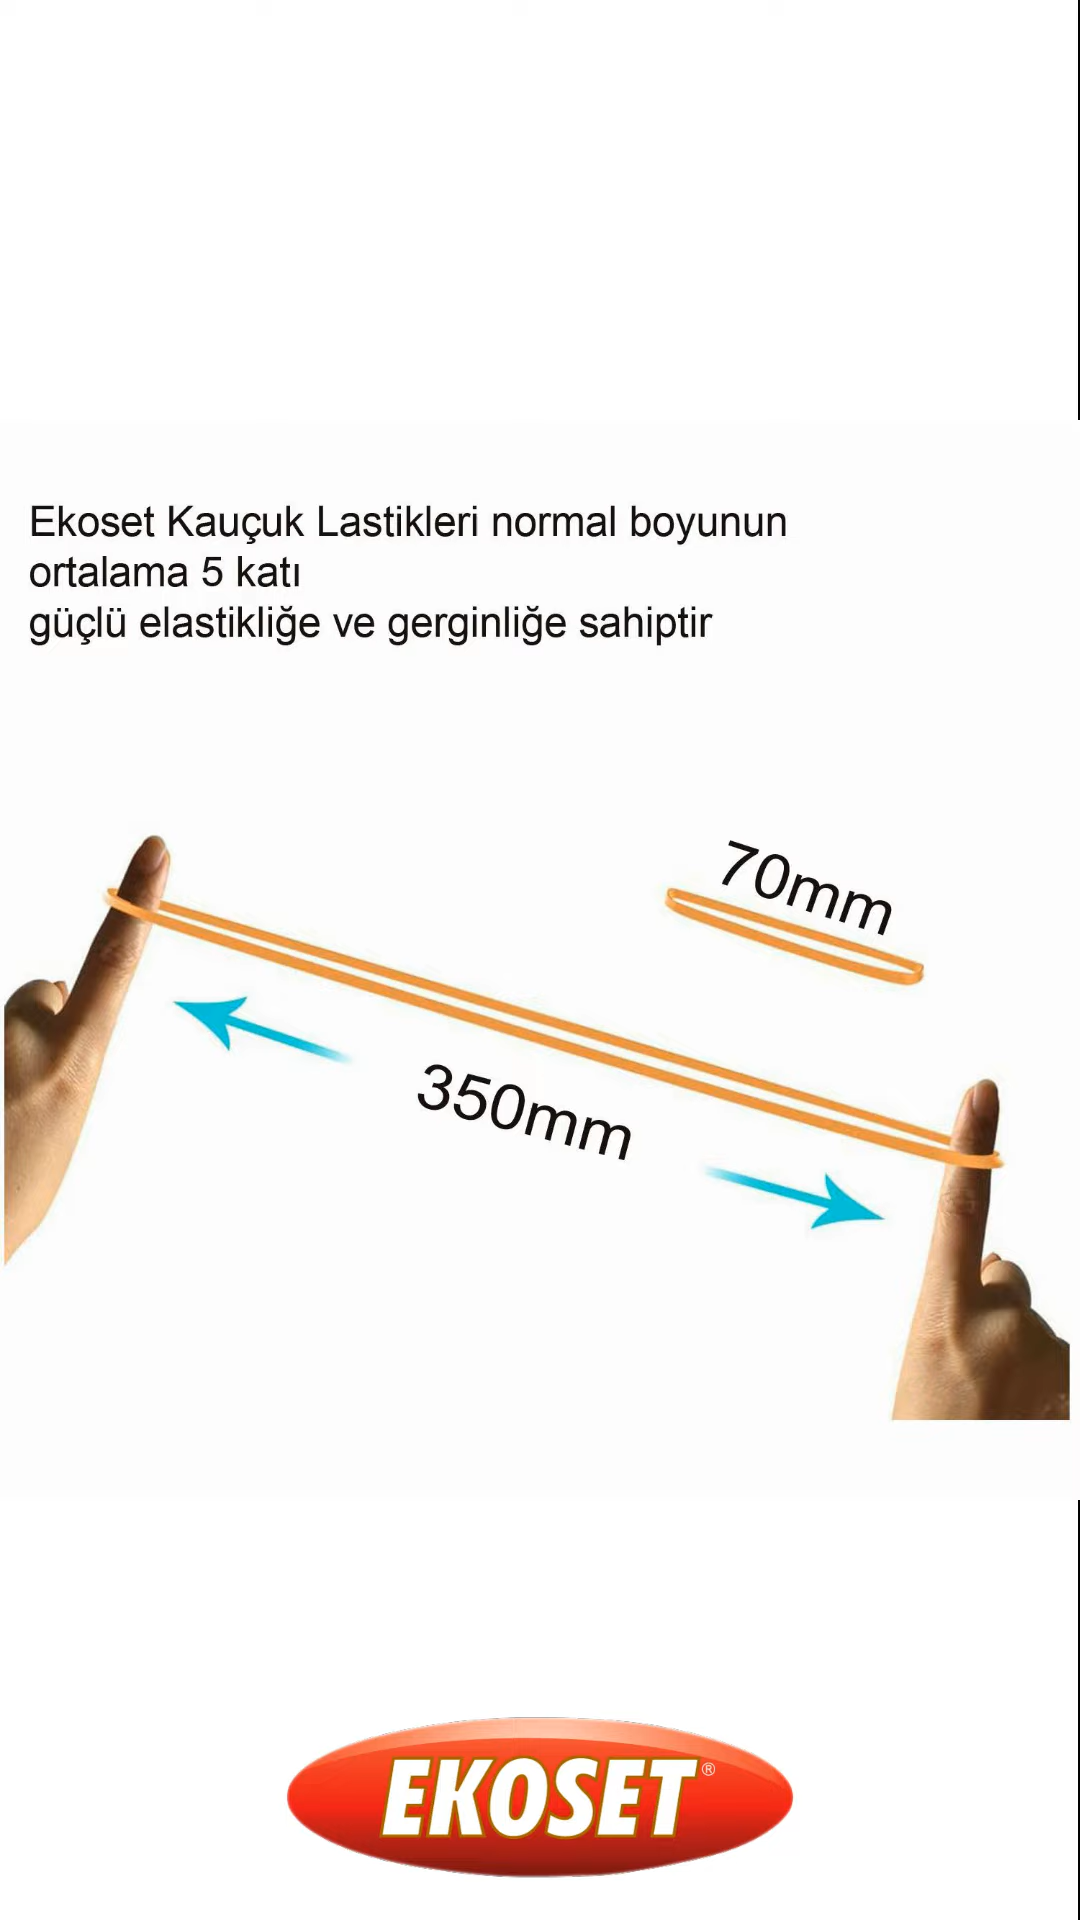 Ekoset Kauçuk Lastikleri normal boyunun
ortalama 5 katı
güçlü elastikliğe ve gerginliğe sahiptir
70mm
350mm
EKOSET®